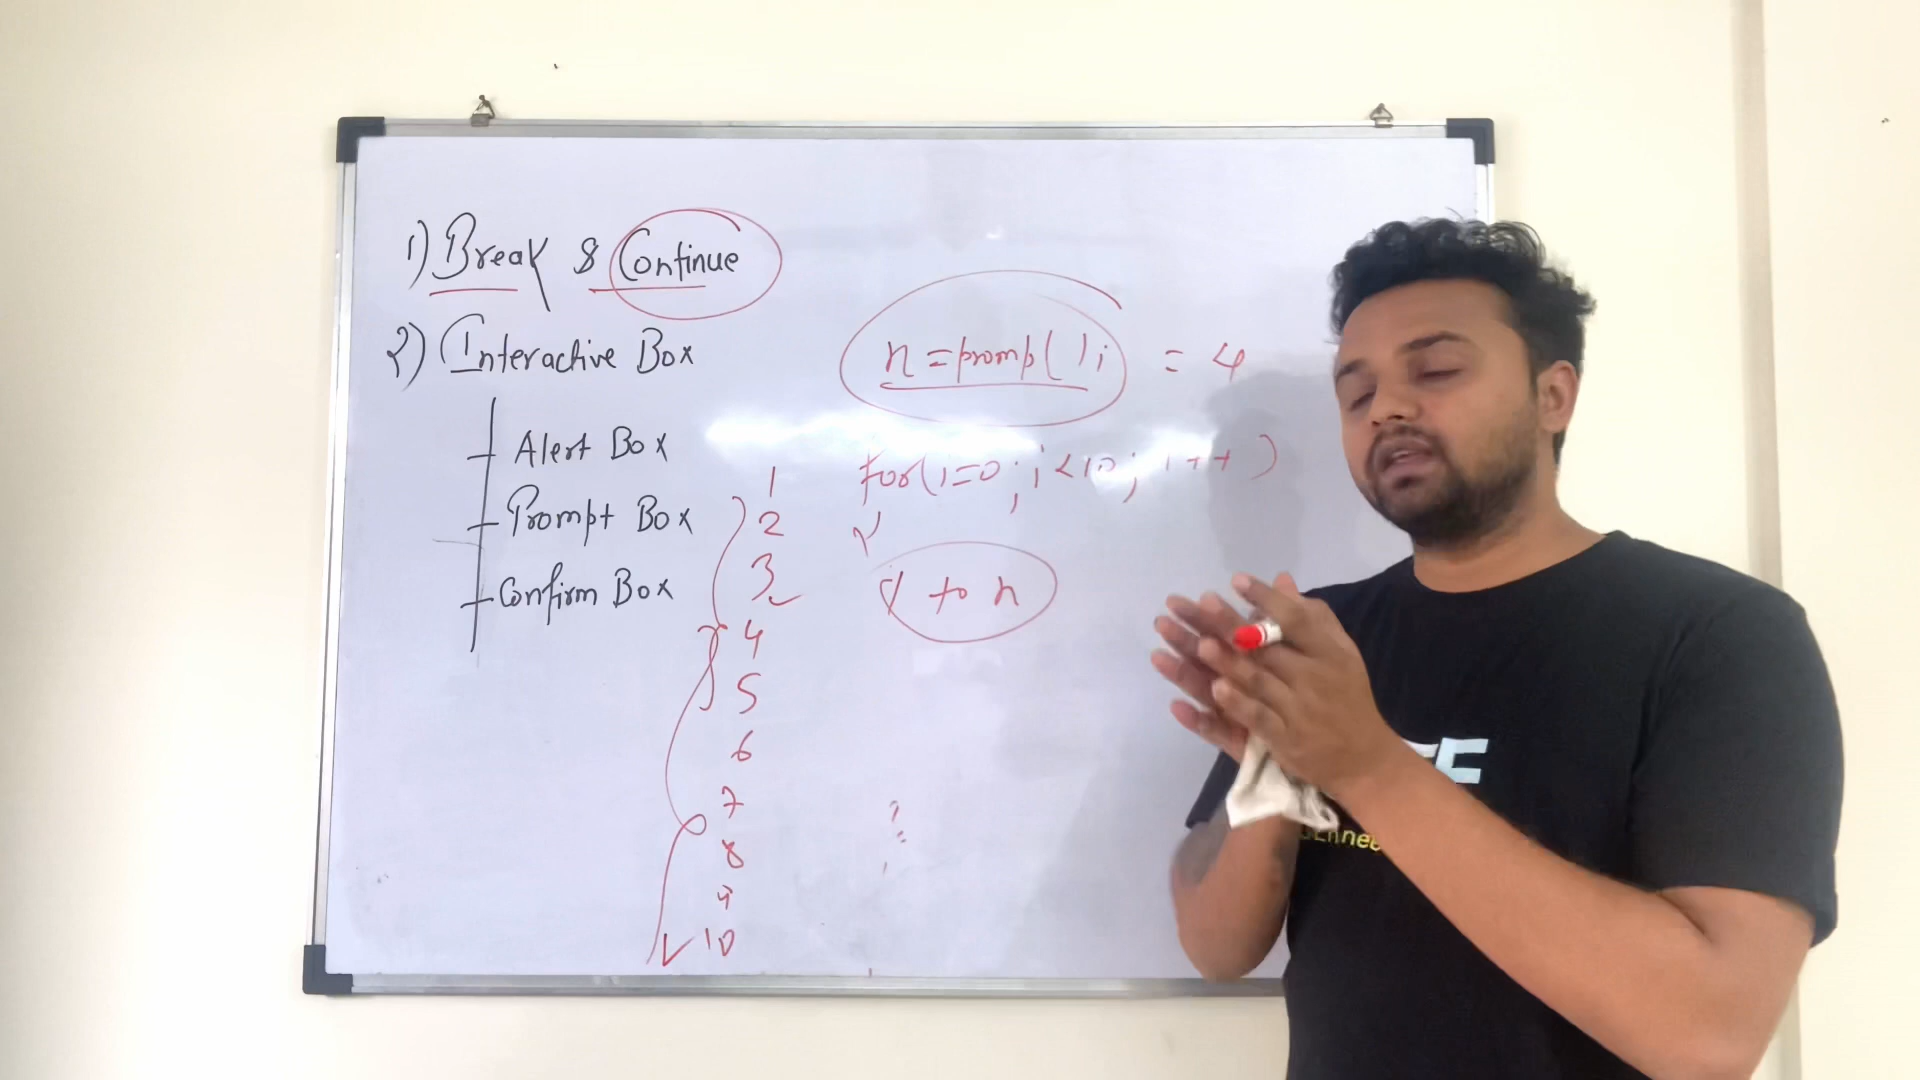 1) Break & Continue
2) Interactive Box
Alert Box
Prompt Box
Confirm Box
n = promp( ); = 4
for(i=0; i<10; i++)
1 to n
1
2
3
4
5
6
7
8
9
10